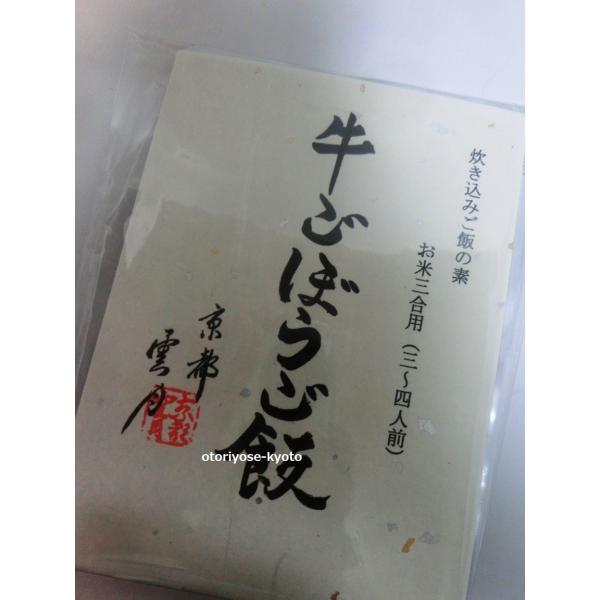 炊き込みご飯の素
お米三合用（三〜四人前）
牛ごぼうご飯
京都
雲月
otoriyose-kyoto